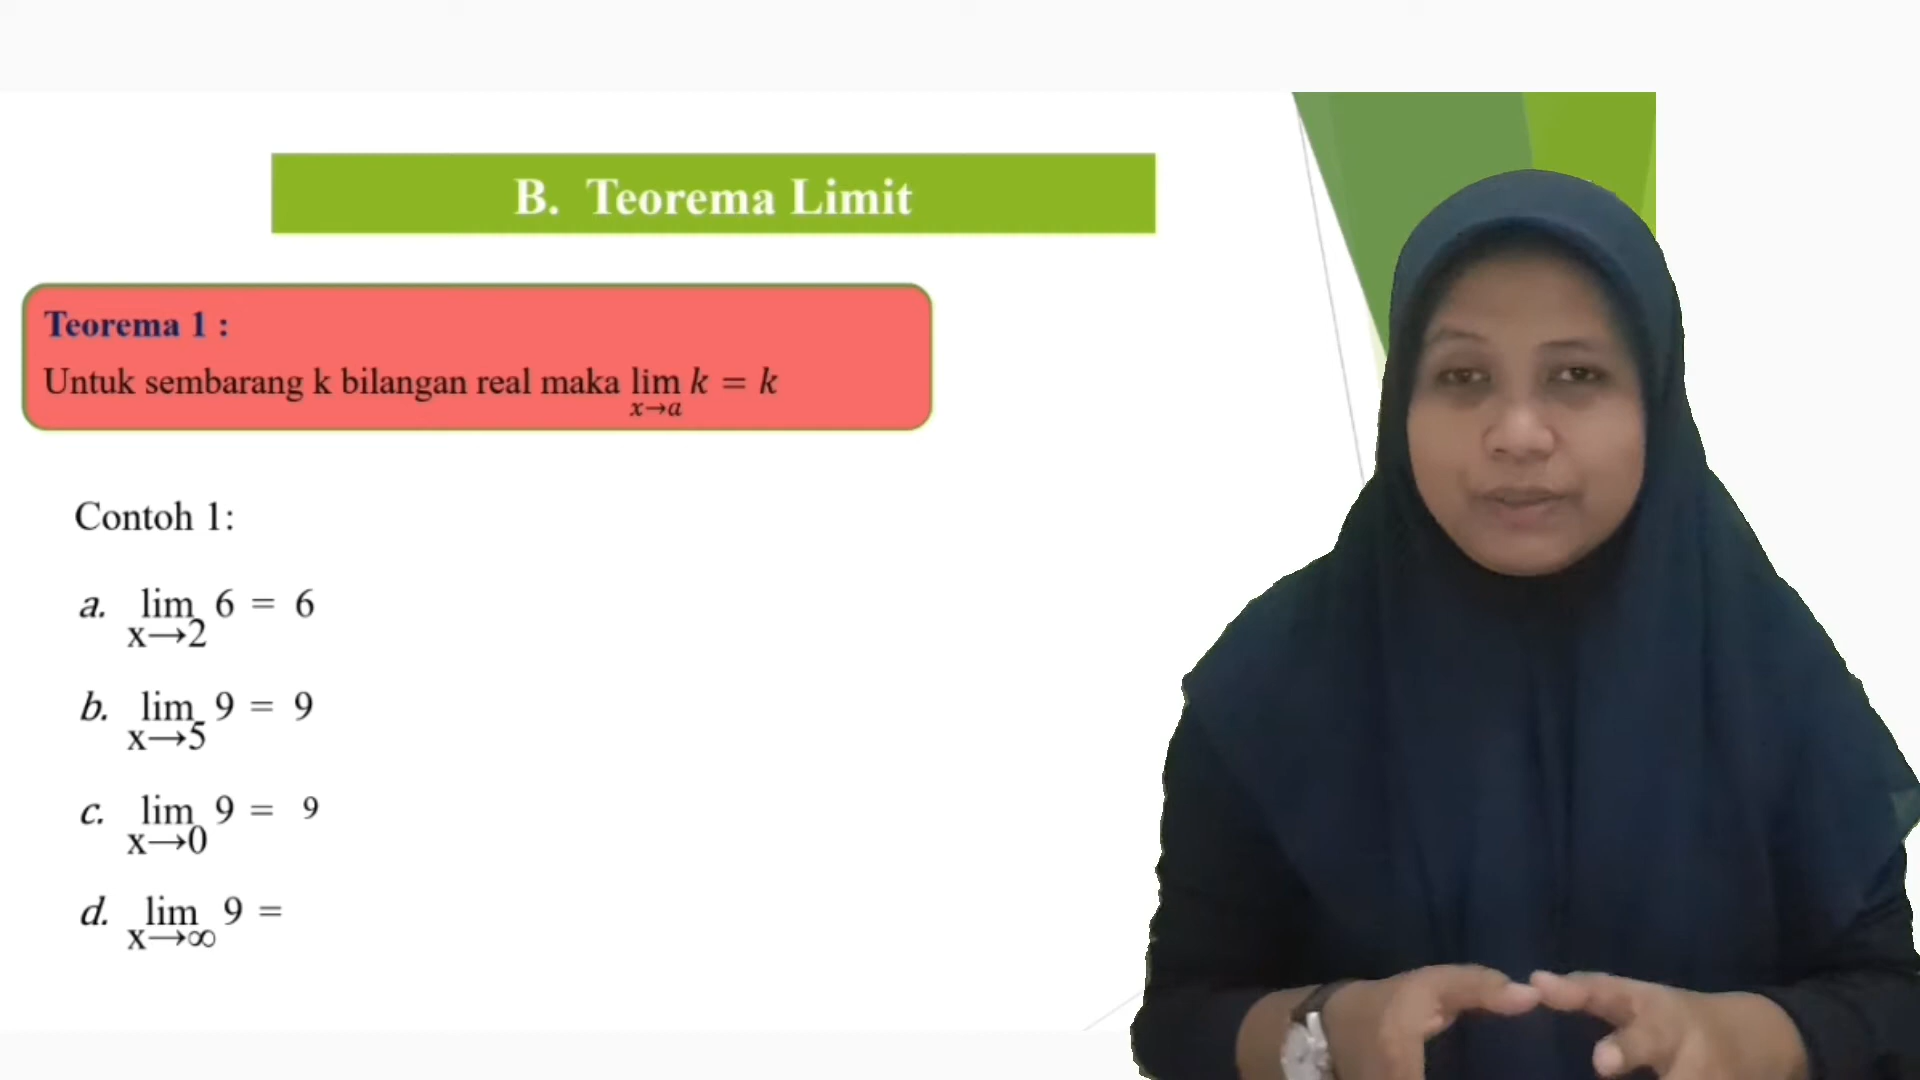 B. Teorema Limit
Teorema 1 :
Untuk sembarang k bilangan real maka lim k = k
x→a
Contoh 1:
a. lim 6 = 6
x→2
b. lim 9 = 9
x→5
c. lim 9 = 9
x→0
d. lim 9 =
x→∞